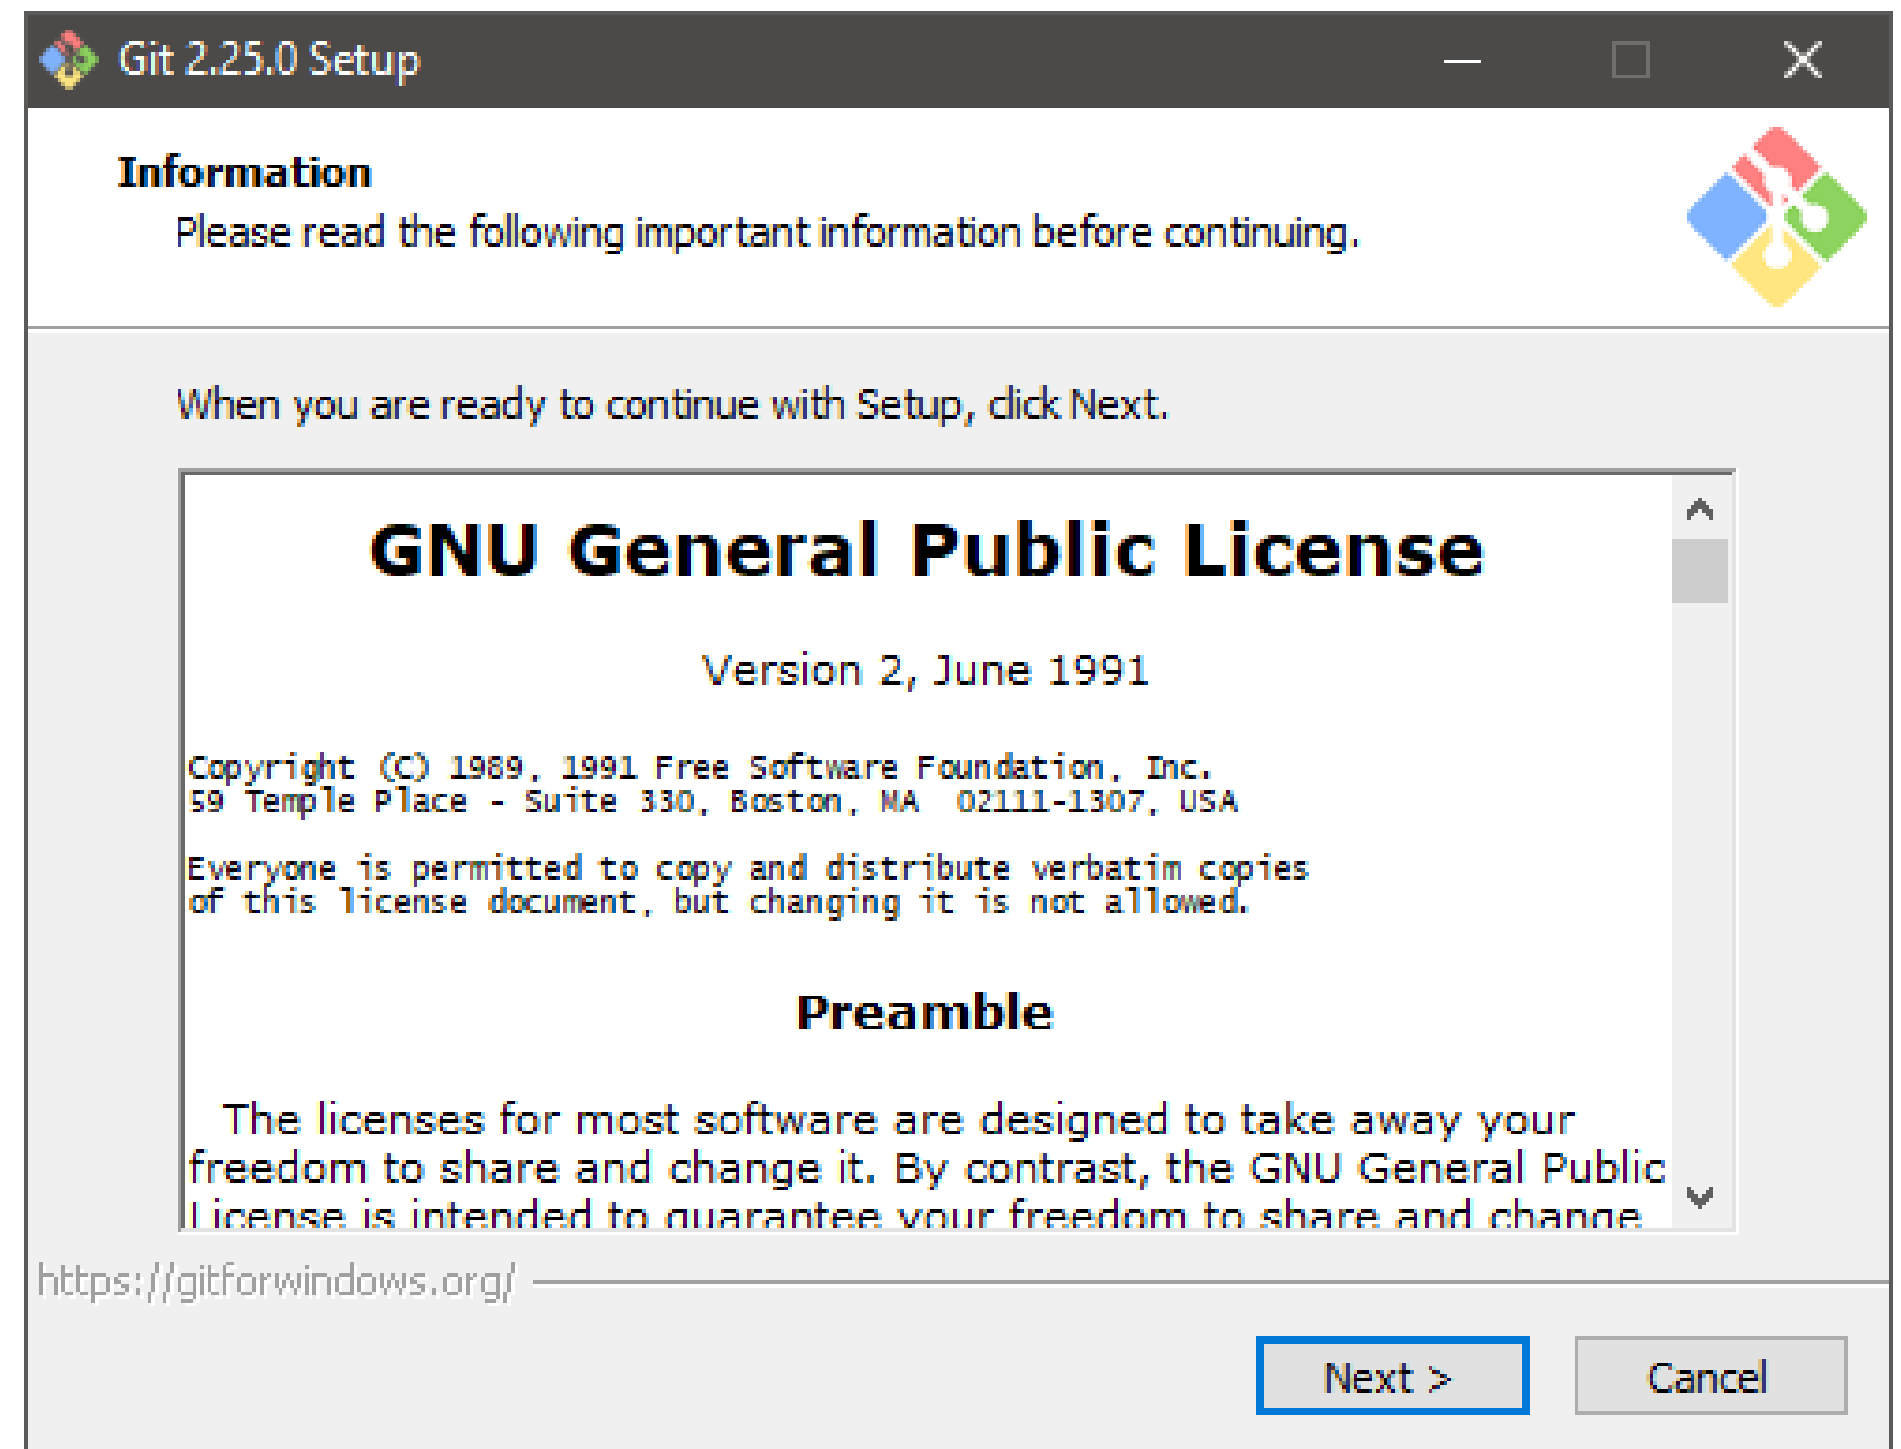 Git 2.25.0 Setup
Information
Please read the following important information before continuing.
When you are ready to continue with Setup, click Next.
GNU General Public License
Version 2, June 1991
Copyright (C) 1989, 1991 Free Software Foundation, Inc.
59 Temple Place - Suite 330, Boston, MA  02111-1307, USA
Everyone is permitted to copy and distribute verbatim copies
of this license document, but changing it is not allowed.
Preamble
The licenses for most software are designed to take away your
freedom to share and change it. By contrast, the GNU General Public
License is intended to guarantee your freedom to share and change
https://gitforwindows.org/
Next >
Cancel